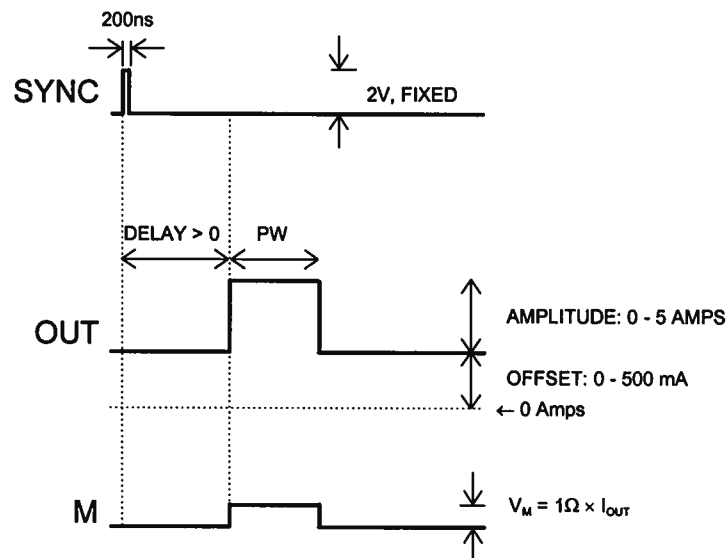 200ns
SYNC
2V, FIXED
DELAY > 0
PW
OUT
AMPLITUDE: 0 - 5 AMPS
OFFSET: 0 - 500 mA
← 0 Amps
M
V_M = 1Ω × I_OUT